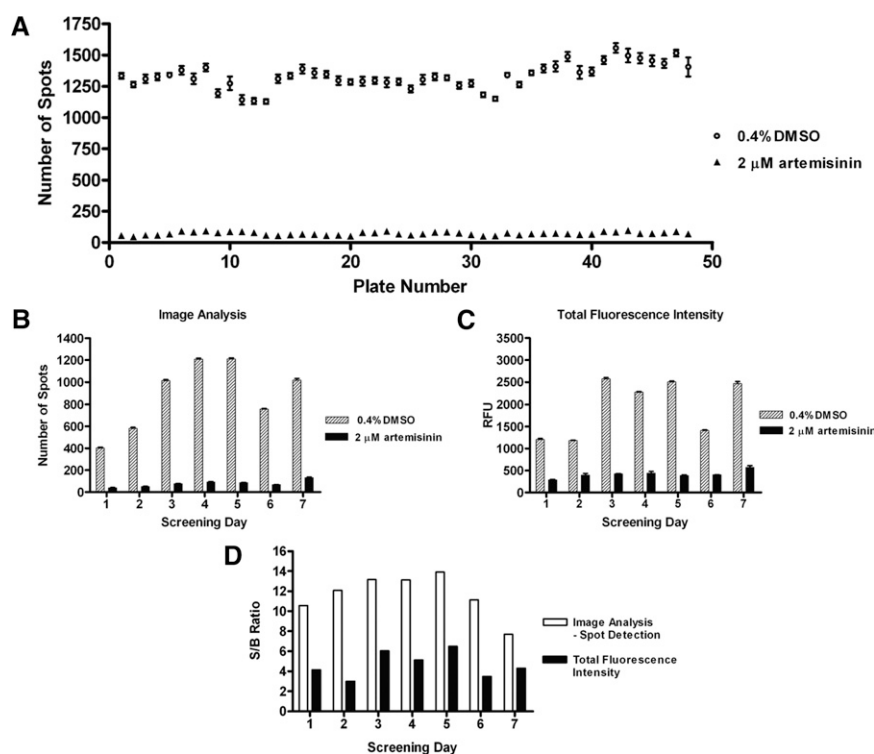 A
Number of Spots
1750
1500
1250
1000
750
500
250
0
0 10 20 30 40 50
Plate Number
0.4% DMSO
2 μM artemisinin
B
Image Analysis
Number of Spots
1400
1200
1000
800
600
400
200
0
1 2 3 4 5 6 7
Screening Day
0.4% DMSO
2 μM artemisinin
C
Total Fluorescence Intensity
RFU
3500
3000
2500
2000
1500
1000
500
0
1 2 3 4 5 6 7
Screening Day
0.4% DMSO
2 μM artemisinin
D
S/B Ratio
16
14
12
10
8
6
4
2
0
1 2 3 4 5 6 7
Screening Day
Image Analysis
- Spot Detection
Total Fluorescence
Intensity